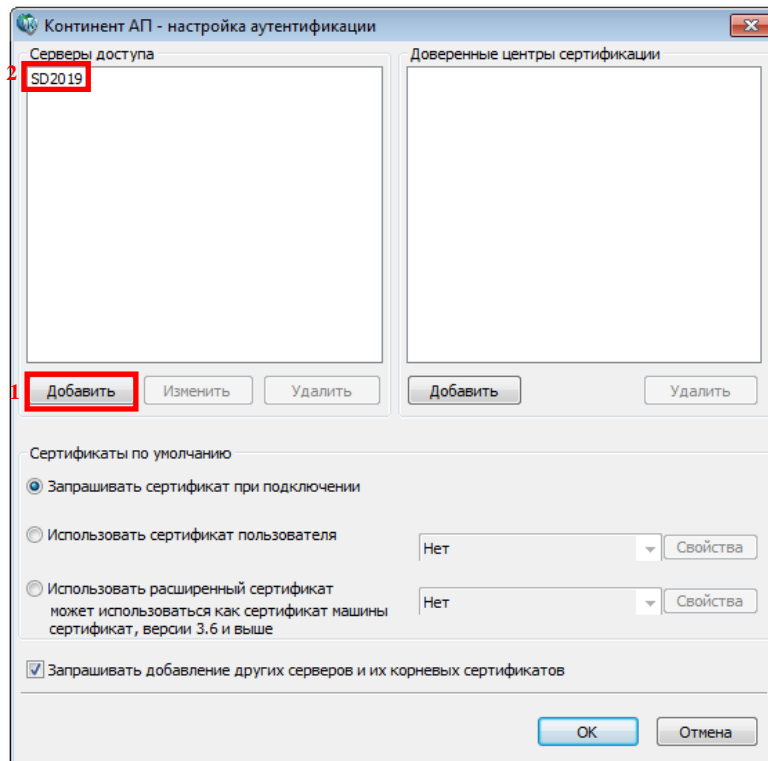 Континент АП - настройка аутентификации
Серверы доступа
Доверенные центры сертификации
2
SD2019
1
Добавить
Изменить
Удалить
Добавить
Удалить
Сертификаты по умолчанию
Запрашивать сертификат при подключении
Использовать сертификат пользователя
Нет
Свойства
Использовать расширенный сертификат
может использоваться как сертификат машины
сертификат, версии 3.6 и выше
Нет
Свойства
Запрашивать добавление других серверов и их корневых сертификатов
OK
Отмена